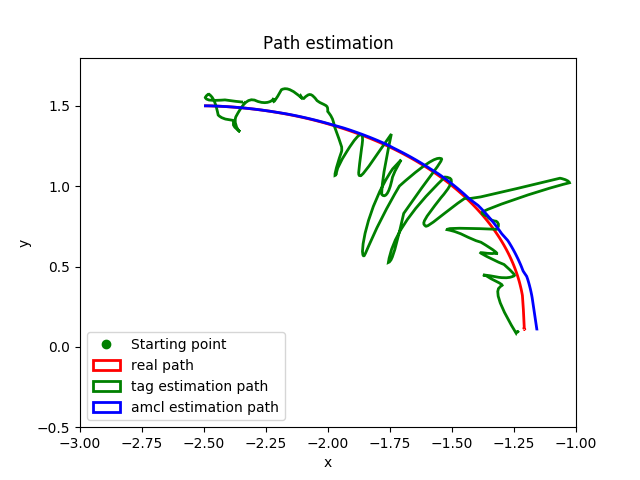 Path estimation
y
1.5
1.0
0.5
0.0
−0.5
Starting point
real path
tag estimation path
amcl estimation path
−3.00 −2.75 −2.50 −2.25 −2.00 −1.75 −1.50 −1.25 −1.00
x